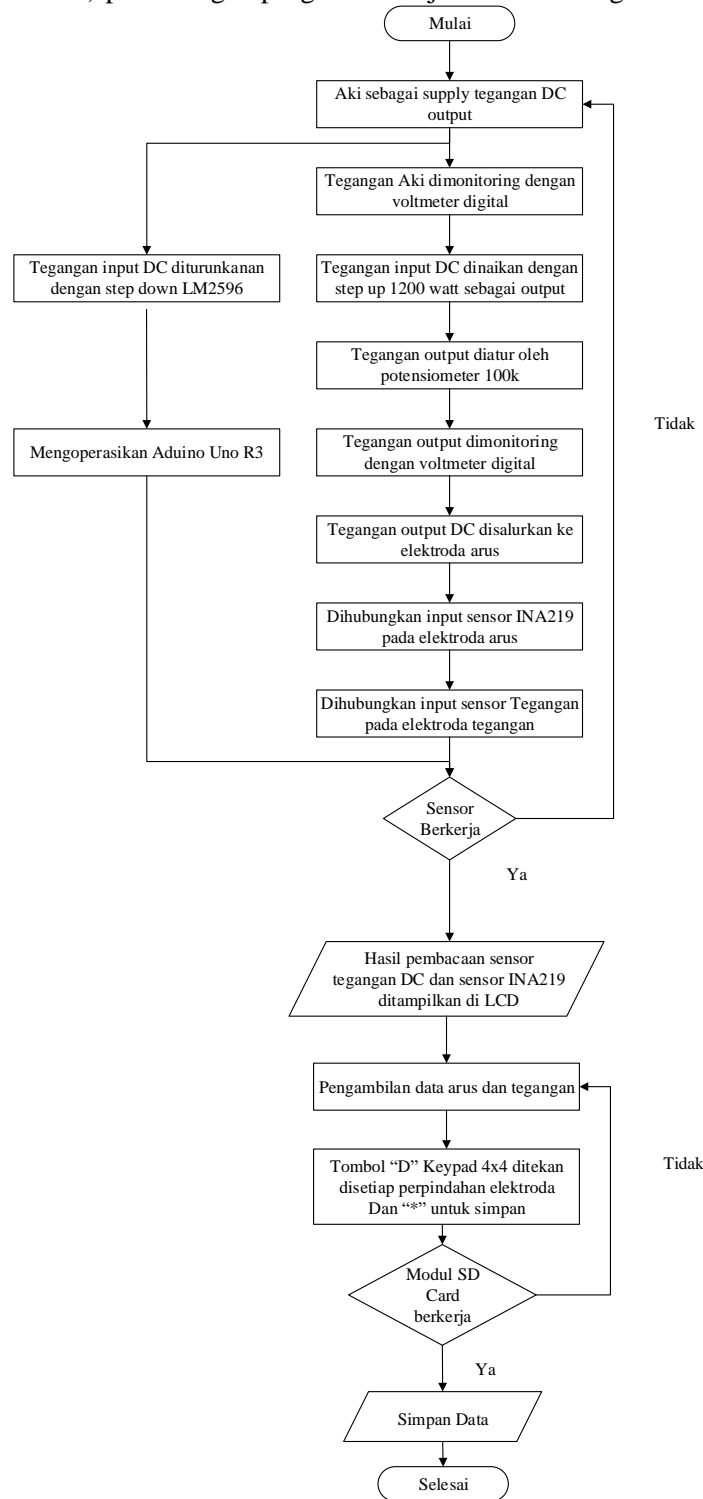 Mulai
Aki sebagai supply tegangan DC
output
Tegangan Aki dimonitoring dengan
voltmeter digital
Tegangan input DC diturunkanan
dengan step down LM2596
Tegangan input DC dinaikan dengan
step up 1200 watt sebagai output
Tegangan output diatur oleh
potensiometer 100k
Tidak
Mengoperasikan Aduino Uno R3
Tegangan output dimonitoring
dengan voltmeter digital
Tegangan output DC disalurkan ke
elektroda arus
Dihubungkan input sensor INA219
pada elektroda arus
Dihubungkan input sensor Tegangan
pada elektroda tegangan
Sensor
Berkerja
Ya
Hasil pembacaan sensor
tegangan DC dan sensor INA219
ditampilkan di LCD
Pengambilan data arus dan tegangan
Tombol “D” Keypad 4x4 ditekan
disetiap perpindahan elektroda
Dan “*” untuk simpan
Tidak
Modul SD
Card
berkerja
Ya
Simpan Data
Selesai